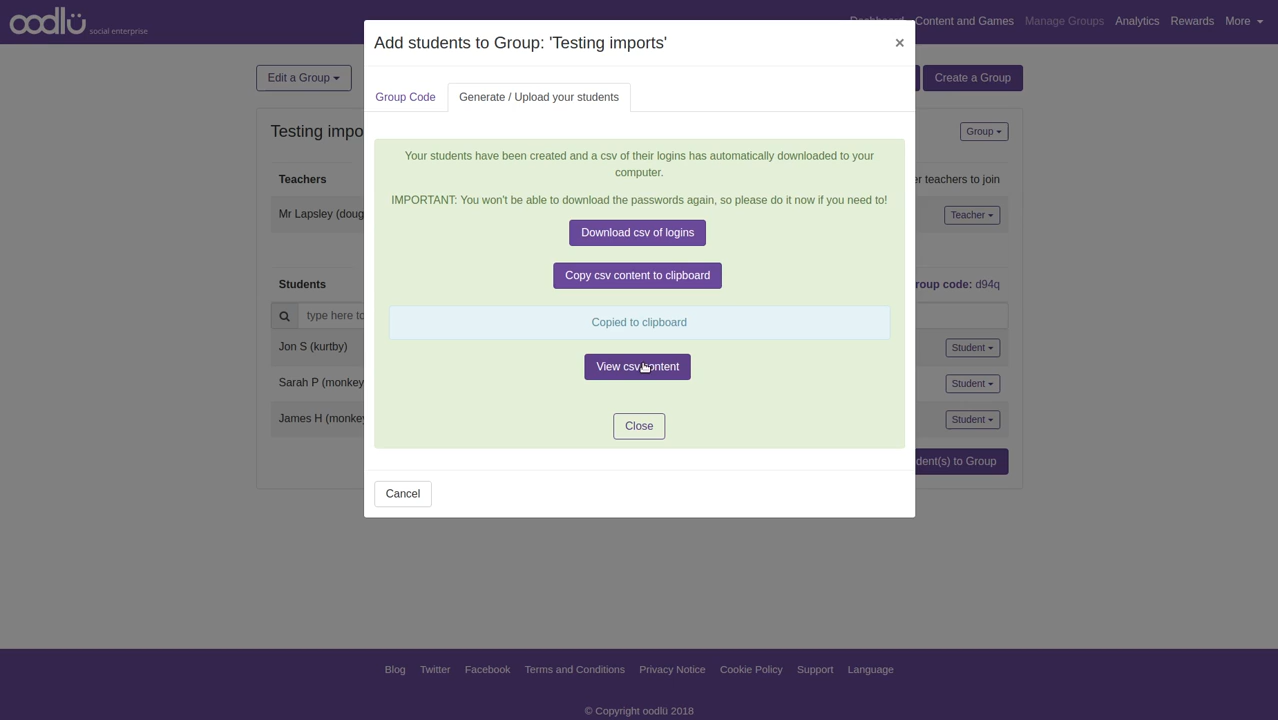 oodlü social enterprise
Dashboard Content and Games Manage Groups Analytics Rewards More
Add students to Group: 'Testing imports'
×
Edit a Group
Create a Group
Group Code Generate / Upload your students
Testing impo
Group
Your students have been created and a csv of their logins has automatically downloaded to your
computer.
Teachers
er teachers to join
IMPORTANT: You won't be able to download the passwords again, so please do it now if you need to!
Mr Lapsley (doug
Teacher
Download csv of logins
Copy csv content to clipboard
Students
roup code: d94q
type here to
Copied to clipboard
Jon S (kurtby)
Student
View csv content
Sarah P (monkey
Student
James H (monkey
Student
Close
dent(s) to Group
Cancel
Blog Twitter Facebook Terms and Conditions Privacy Notice Cookie Policy Support Language
© Copyright oodlü 2018